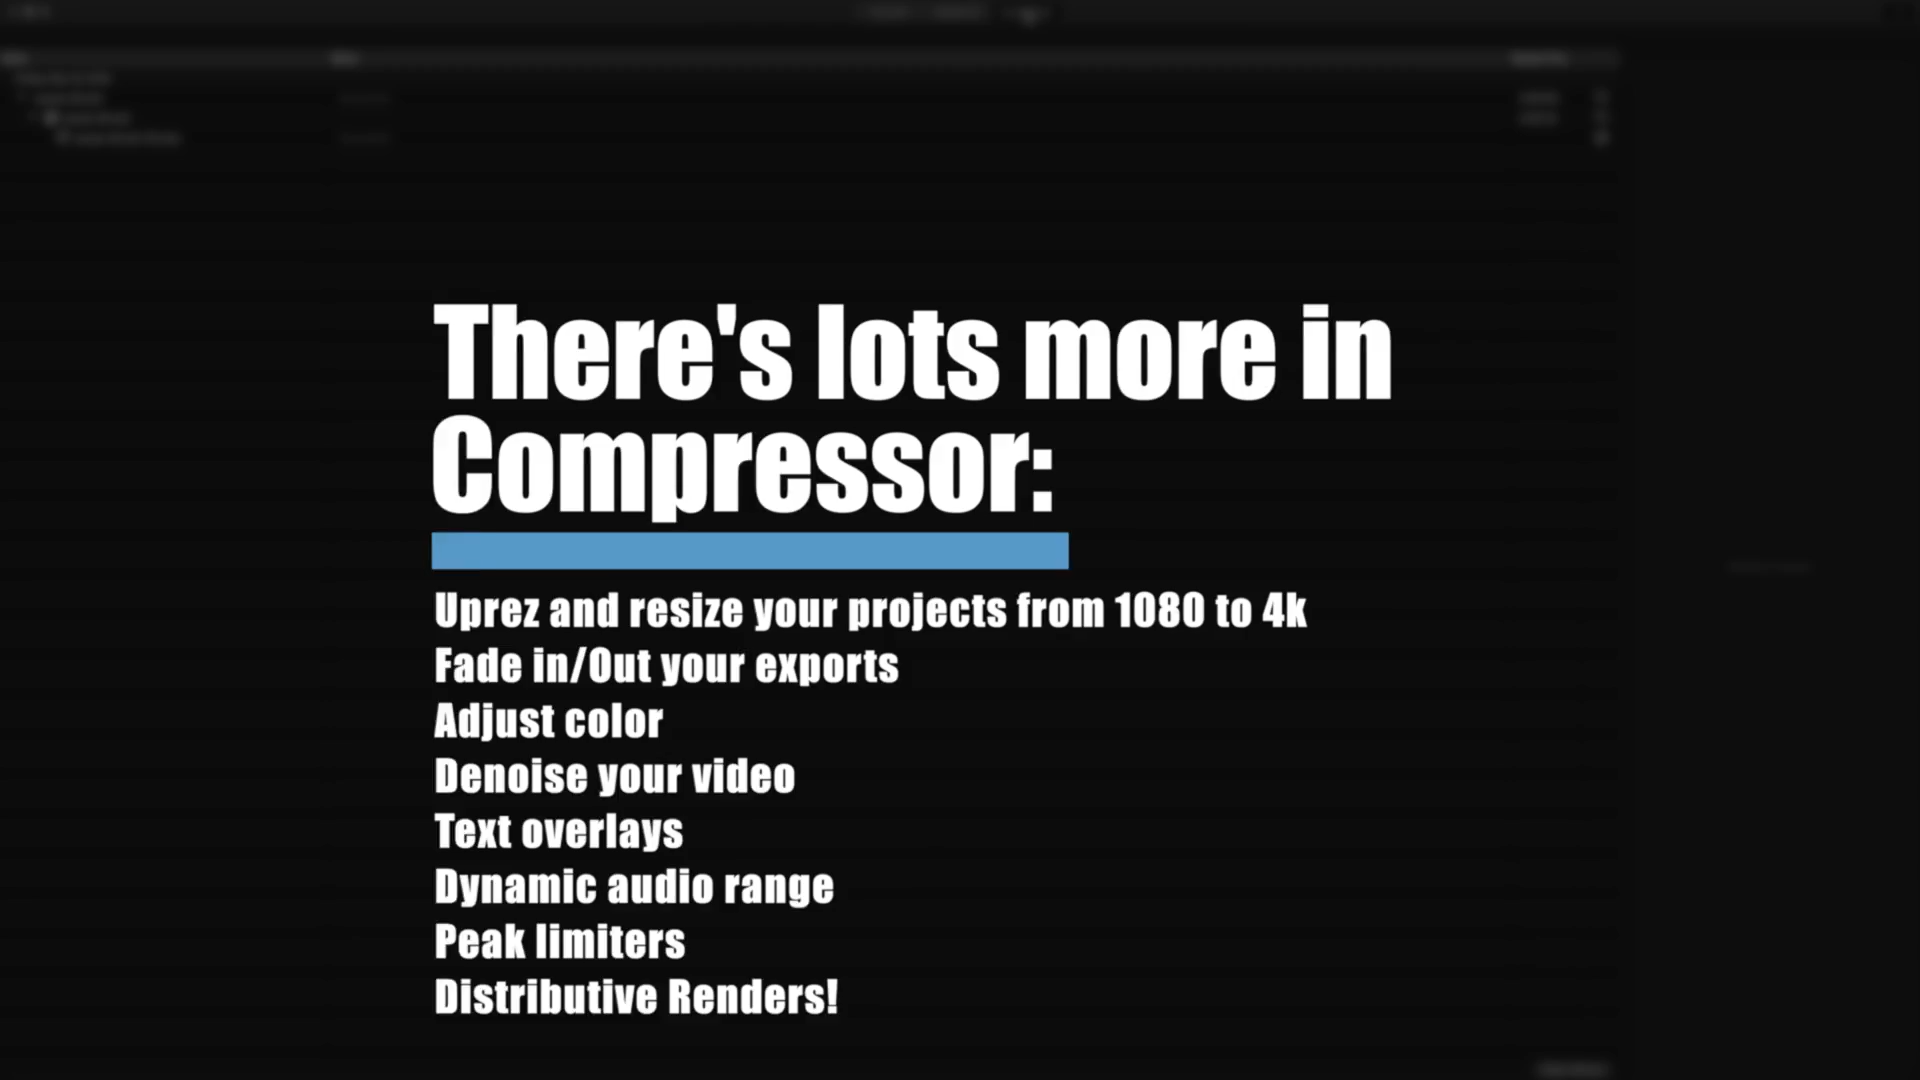 There's lots more in
Compressor:
Uprez and resize your projects from 1080 to 4k
Fade in/Out your exports
Adjust color
Denoise your video
Text overlays
Dynamic audio range
Peak limiters
Distributive Renders!